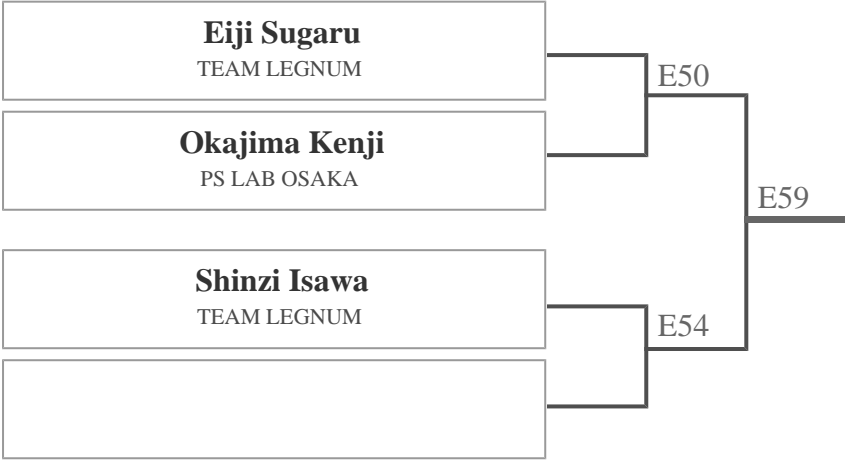 Eiji Sugaru
TEAM LEGNUM
E50
Okajima Kenji
PS LAB OSAKA
E59
Shinzi Isawa
TEAM LEGNUM
E54